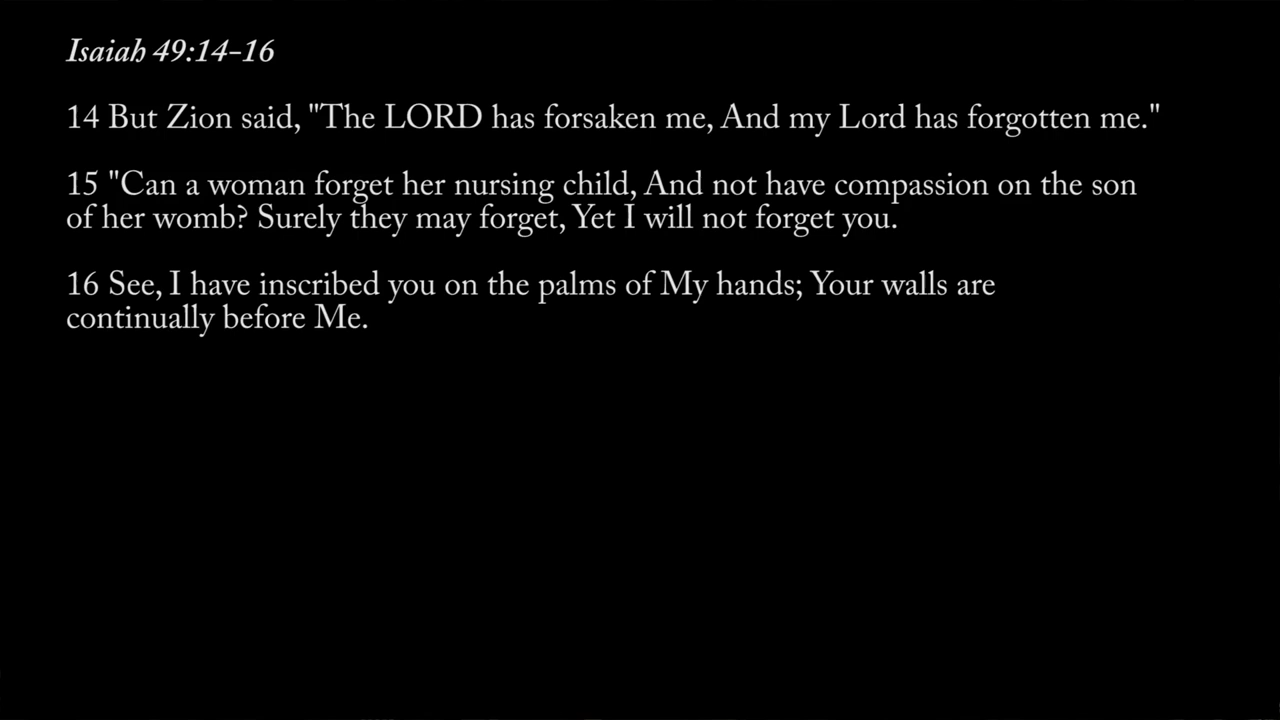 Isaiah 49:14-16
14 But Zion said, "The LORD has forsaken me, And my Lord has forgotten me."
15 "Can a woman forget her nursing child, And not have compassion on the son
of her womb? Surely they may forget, Yet I will not forget you.
16 See, I have inscribed you on the palms of My hands; Your walls are
continually before Me.